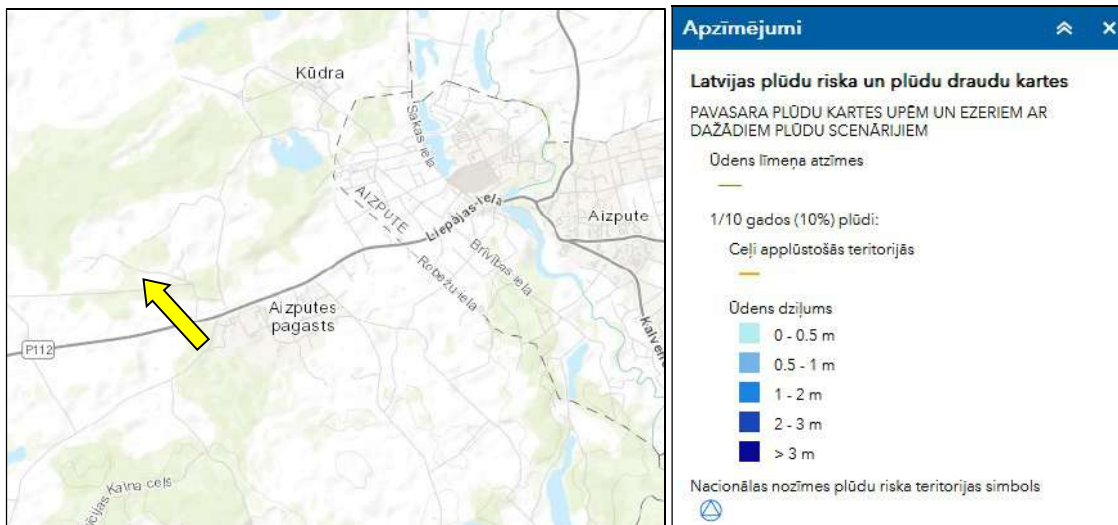 Kūdra
Sakas iela
AIZPUTE
Liepājas iela
Aizpute
Brīvības iela
Robežu iela
Aizputes
pagasts
P112
Kalna ceļš
Apzīmējumi
Latvijas plūdu riska un plūdu draudu kartes
PAVASARA PLŪDU KARTES UPĒM UN EZERIEM AR
DAŽĀDIEM PLŪDU SCENĀRIJIEM
Ūdens līmeņa atzīmes
1/10 gados (10%) plūdi:
Ceļi applūstošās teritorijās
Ūdens dziļums
0 - 0.5 m
0.5 - 1 m
1 - 2 m
2 - 3 m
> 3 m
Nacionālas nozīmes plūdu riska teritorijas simbols